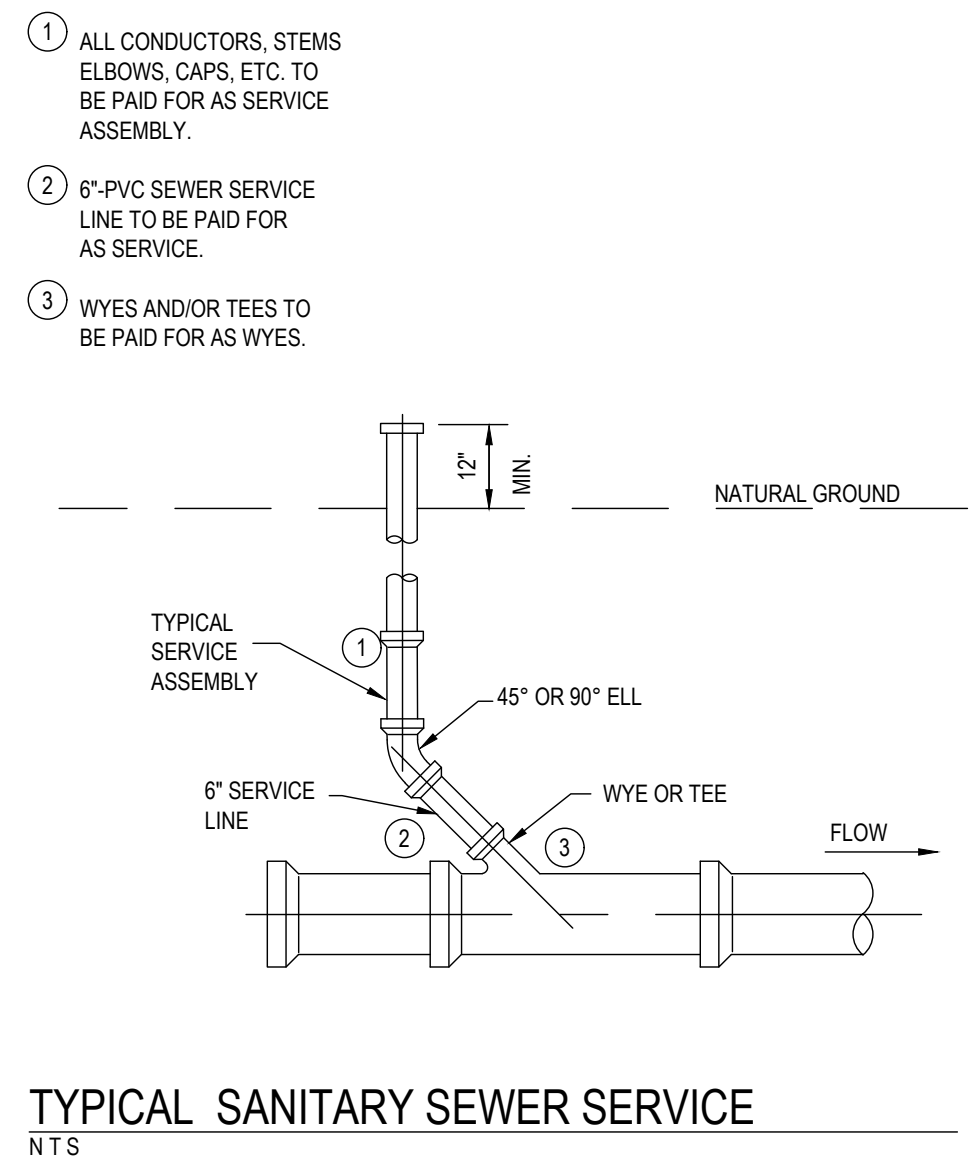 1
ALL CONDUCTORS, STEMS
ELBOWS, CAPS, ETC. TO
BE PAID FOR AS SERVICE
ASSEMBLY.
2
6"-PVC SEWER SERVICE
LINE TO BE PAID FOR
AS SERVICE.
3
WYES AND/OR TEES TO
BE PAID FOR AS WYES.
12"
MIN.
NATURAL GROUND
TYPICAL
SERVICE
ASSEMBLY
1
45° OR 90° ELL
6" SERVICE
LINE
2
WYE OR TEE
3
FLOW
TYPICAL SANITARY SEWER SERVICE
N T S